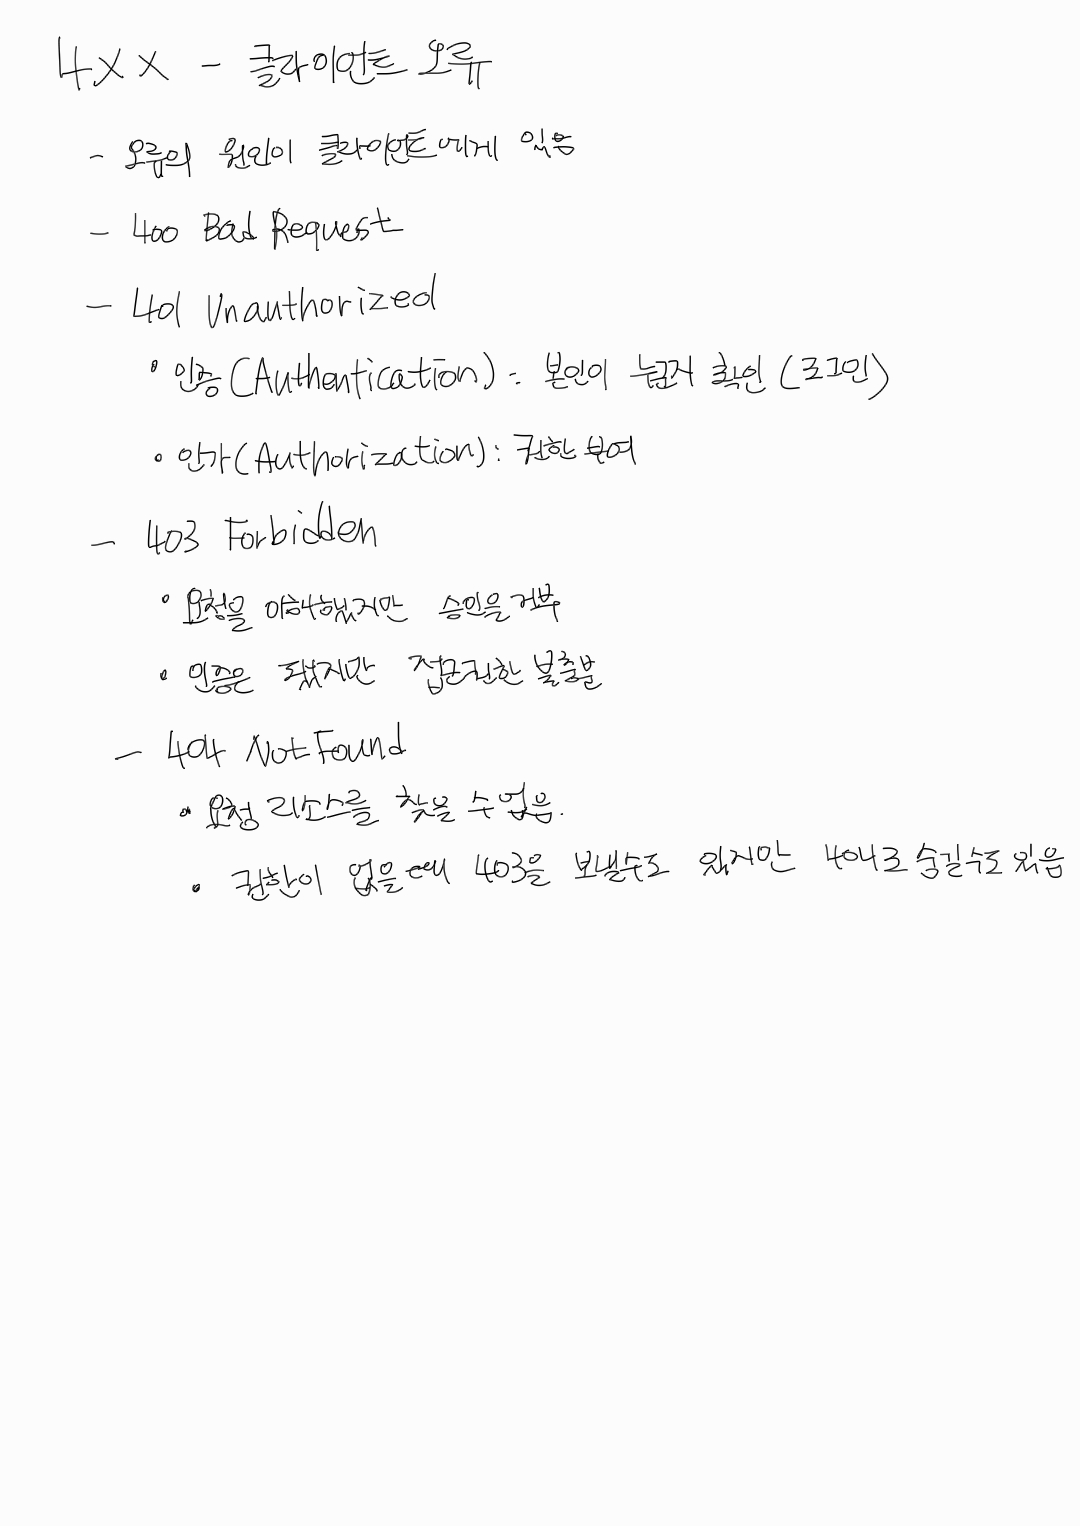 4XX - 클라이언트 오류
- 오류의 원인이 클라이언트에게 있음
- 400 Bad Request
- 401 Unauthorized
• 인증(Authentication) : 본인이 누군지 확인 (로그인)
• 인가(Authorization) : 권한 부여
- 403 Forbidden
• 요청을 이해했지만 승인을 거부
• 인증은 됐지만 접근권한 불충분
- 404 Not Found
• 요청 리소스를 찾을 수 없음.
• 권한이 없을때 403을 보낼수도 있지만 404로 숨길수도 있음